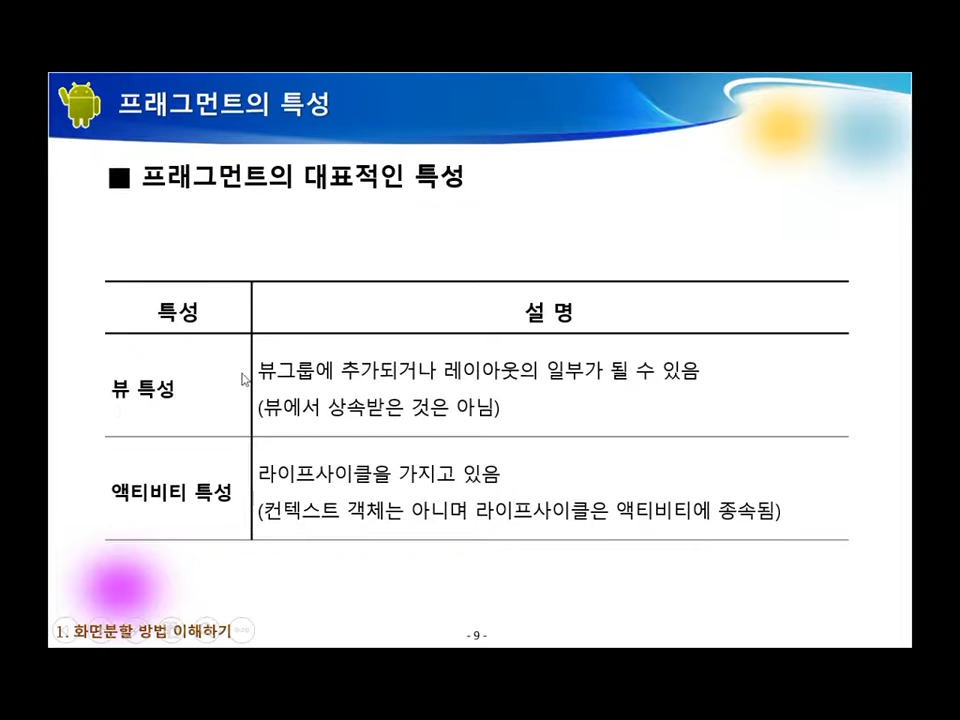 프래그먼트의 특성
■ 프래그먼트의 대표적인 특성
특성
설 명
뷰 특성
뷰그룹에 추가되거나 레이아웃의 일부가 될 수 있음
(뷰에서 상속받은 것은 아님)
액티비티 특성
라이프사이클을 가지고 있음
(컨텍스트 객체는 아니며 라이프사이클은 액티비티에 종속됨)
1. 화면분할 방법 이해하기
- 9 -